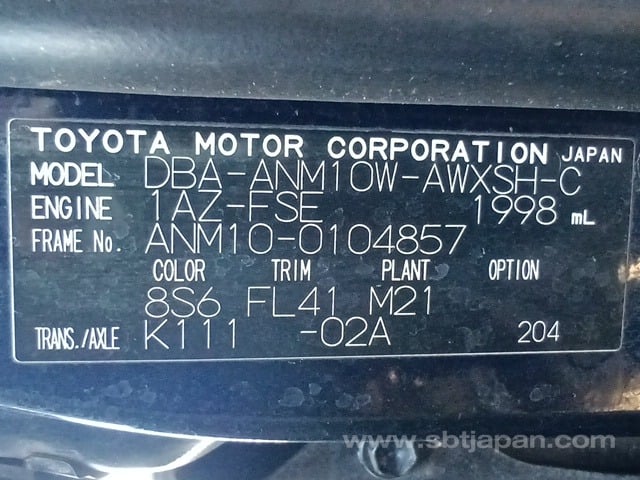 TOYOTA MOTOR CORPORATION JAPAN
MODEL DBA-ANM10W-AWXSH-C
ENGINE 1AZ-FSE 1998 mL
FRAME No. ANM10-0104857
COLOR TRIM PLANT OPTION
8S6 FL41 M21
TRANS./AXLE K111 -02A 204
www.sbtjapan.com